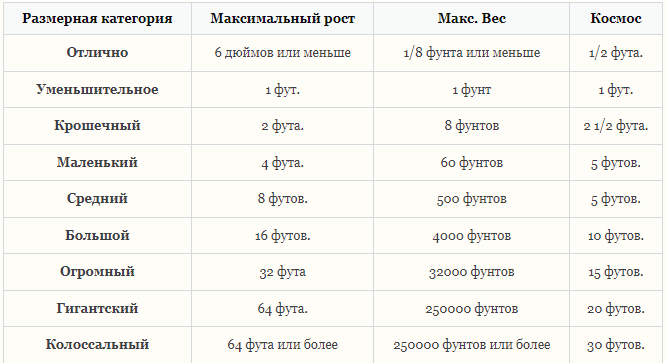 Размерная категория Максимальный рост Макс. Вес Космос
Отлично 6 дюймов или меньше 1/8 фунта или меньше 1/2 фута.
Уменьшительное 1 фут. 1 фунт 1 фут.
Крошечный 2 фута. 8 фунтов 2 1/2 фута.
Маленький 4 фута. 60 фунтов 5 футов.
Средний 8 футов. 500 фунтов 5 футов.
Большой 16 футов. 4000 фунтов 10 футов.
Огромный 32 фута 32000 фунтов 15 футов.
Гигантский 64 фута. 250000 фунтов 20 футов.
Колоссальный 64 фута или более 250000 фунтов или более 30 футов.